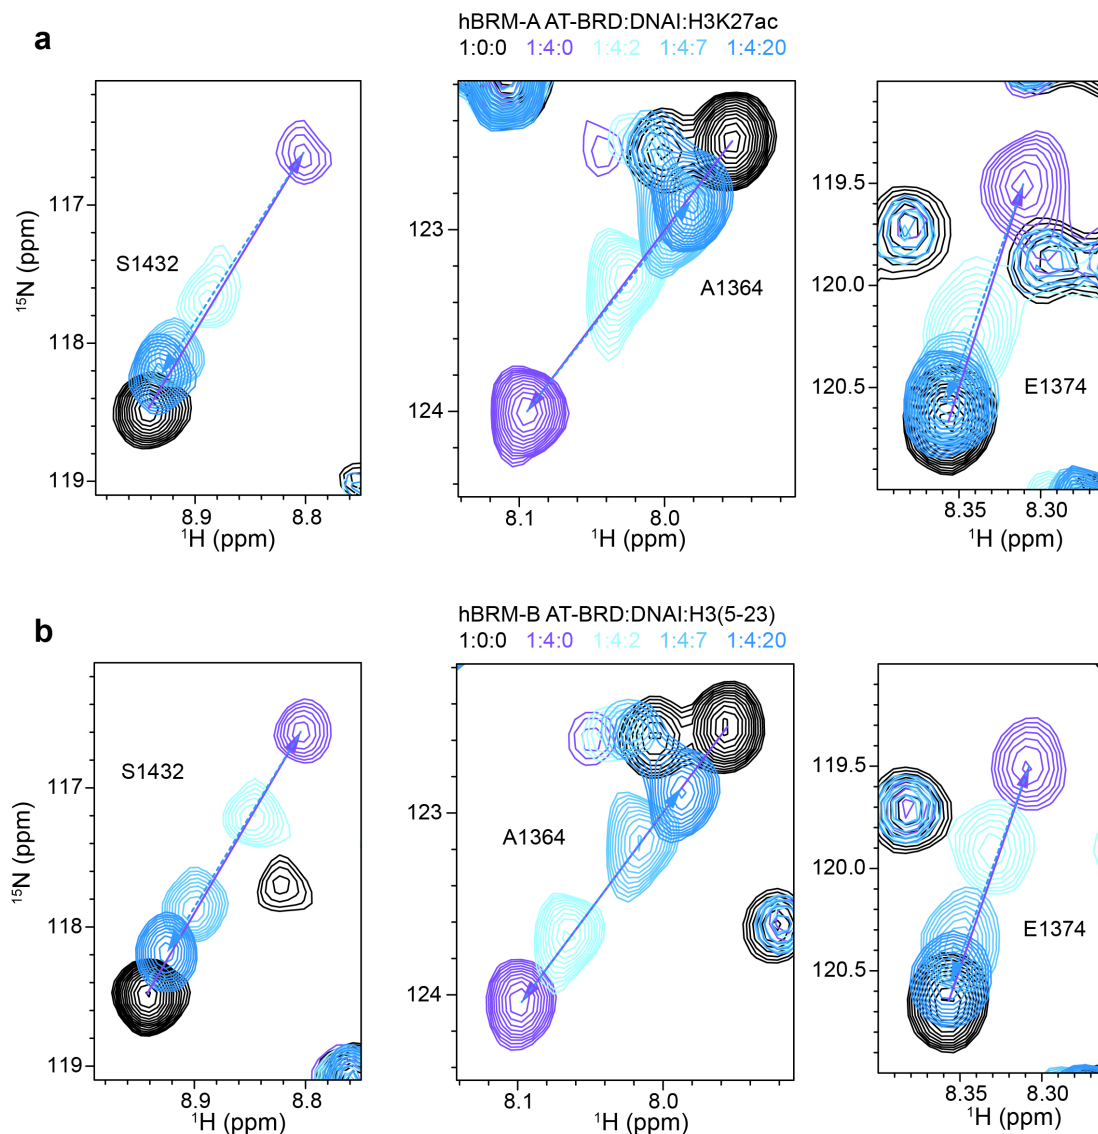 a
hBRM-A AT-BRD:DNAI:H3K27ac
1:0:0 1:4:0 1:4:2 1:4:7 1:4:20
15N (ppm)
117
118
119
S1432
8.9 8.8
1H (ppm)
123
124
A1364
8.1 8.0
1H (ppm)
119.5
120.0
120.5
E1374
8.35 8.30
1H (ppm)
b
hBRM-B AT-BRD:DNAI:H3(5-23)
1:0:0 1:4:0 1:4:2 1:4:7 1:4:20
15N (ppm)
117
118
119
S1432
8.9 8.8
1H (ppm)
123
124
A1364
8.1 8.0
1H (ppm)
119.5
120.0
120.5
E1374
8.35 8.30
1H (ppm)